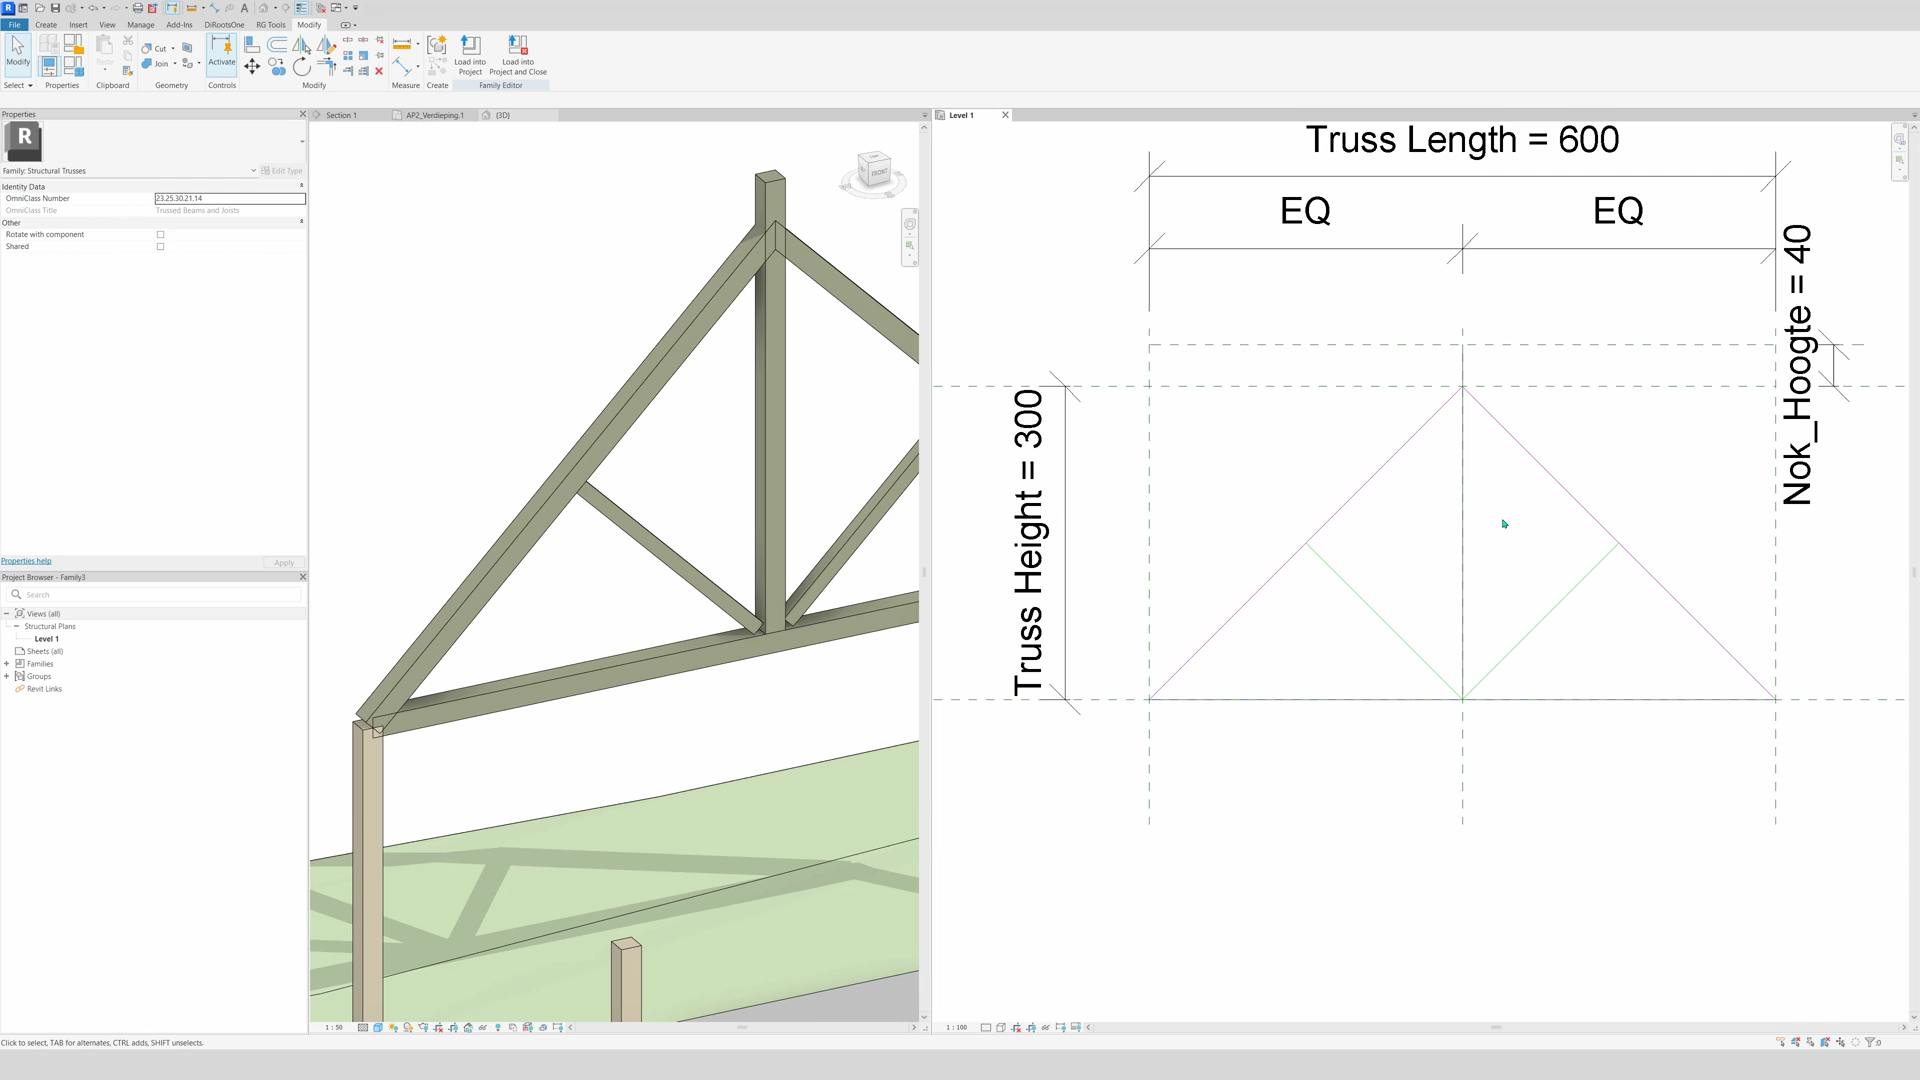 File
Create
Insert
View
Manage
Add-Ins
DiRootsOne
RG Tools
Modify
Modify
Paste
Cut
Join
Activate
Load into
Project
Load into
Project and Close
Select
Properties
Clipboard
Geometry
Controls
Modify
Measure
Create
Family Editor
Properties
R
Family: Structural Trusses
Edit Type
Identity Data
OmniClass Number
23.25.30.21.14
OmniClass Title
Trussed Beams and Joists
Other
Rotate with component
Shared
Properties help
Apply
Project Browser - Family3
Search
Views (all)
Structural Plans
Level 1
Sheets (all)
Families
Groups
Revit Links
Section 1
AP2_Verdieping.1
{3D}
FRONT
1 : 50
Level 1
Truss Length = 600
EQ
EQ
Nok_Hoogte = 40
Truss Height = 300
1 : 100
Click to select, TAB for alternates, CTRL adds, SHIFT unselects.
:0